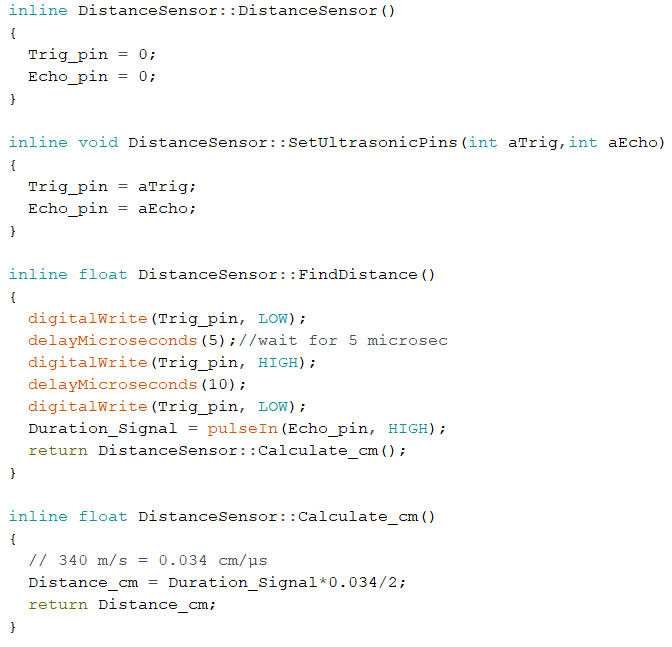 inline DistanceSensor::DistanceSensor()
{
  Trig_pin = 0;
  Echo_pin = 0;
}

inline void DistanceSensor::SetUltrasonicPins(int aTrig,int aEcho)
{
  Trig_pin = aTrig;
  Echo_pin = aEcho;
}

inline float DistanceSensor::FindDistance()
{
  digitalWrite(Trig_pin, LOW);
  delayMicroseconds(5);//wait for 5 microsec
  digitalWrite(Trig_pin, HIGH);
  delayMicroseconds(10);
  digitalWrite(Trig_pin, LOW);
  Duration_Signal = pulseIn(Echo_pin, HIGH);
  return DistanceSensor::Calculate_cm();
}

inline float DistanceSensor::Calculate_cm()
{
  // 340 m/s = 0.034 cm/µs
  Distance_cm = Duration_Signal*0.034/2;
  return Distance_cm;
}